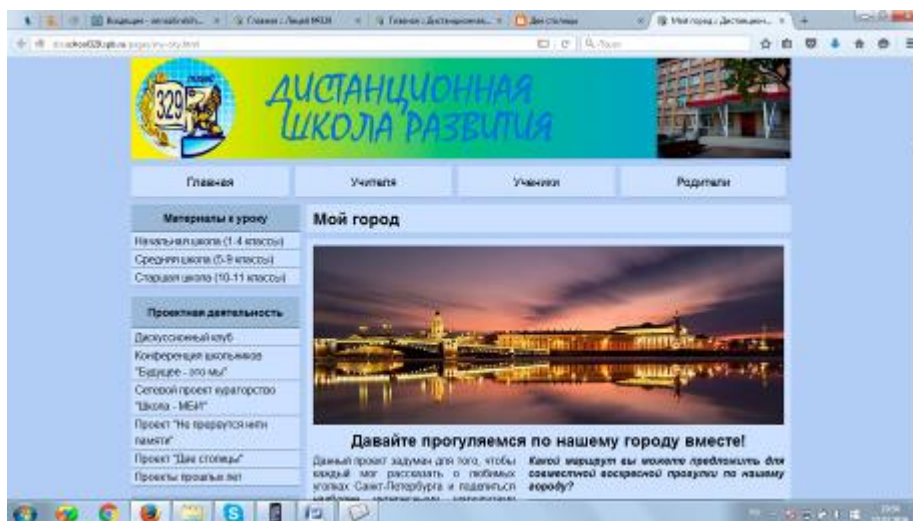 329
ДИСТАНЦИОННАЯ
ШКОЛА РАЗВИТИЯ
Главная
Учителя
Ученики
Родители
Материалы к уроку
Начальная школа (1-4 классы)
Средняя школа (5-9 классы)
Старшая школа (10-11 классы)
Проектная деятельность
Дискуссионный клуб
Конференция школьников
"Будущее - это мы"
Сетевой проект кураторство
"Школа - МБИ"
Проект "Не прервутся нити
памяти"
Проект "Две столицы"
Проекты прошлых лет
Мой город
Давайте прогуляемся по нашему городу вместе!
Данный проект задуман для того, чтобы
каждый мог рассказать о любимых
уголках Санкт-Петербурга и поделиться
Какой маршрут вы можете предложить для
совместной воскресной прогулки по нашему
городу?